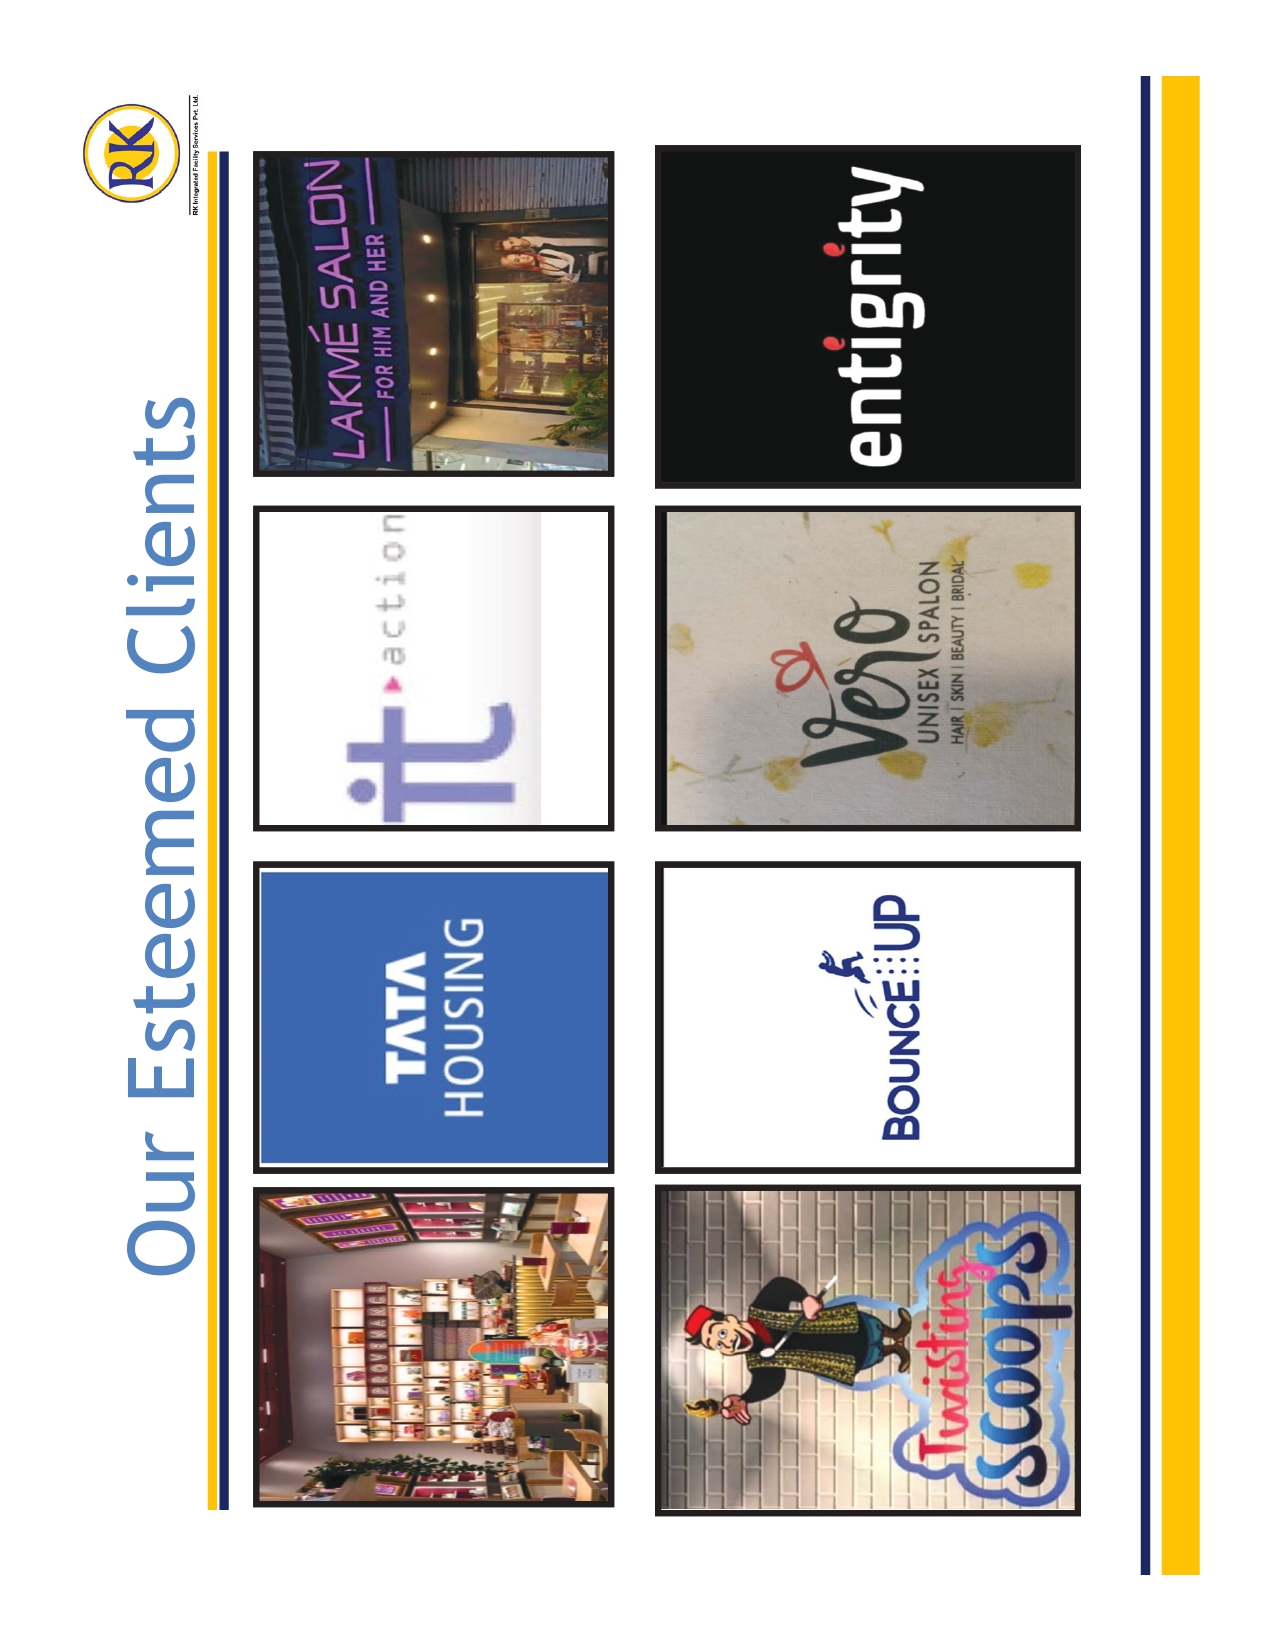 Our Esteemed Clients
RK
RK Integrated Facility Services Pvt. Ltd.
PROVENANCE
TATA
HOUSING
it action
LAKMÉ SALON
FOR HIM AND HER
Twisting
scoops
BOUNCE UP
Vero
UNISEX SPALON
HAIR | SKIN | BEAUTY | BRIDAL
entigrity